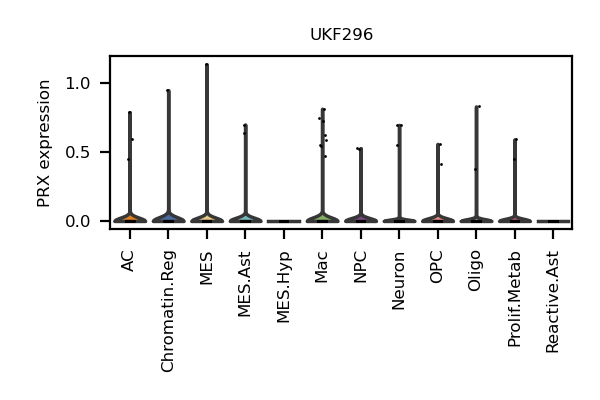 UKF296
PRX expression
1.0
0.5
0.0
AC
Chromatin.Reg
MES
MES.Ast
MES.Hyp
Mac
NPC
Neuron
OPC
Oligo
Prolif.Metab
Reactive.Ast